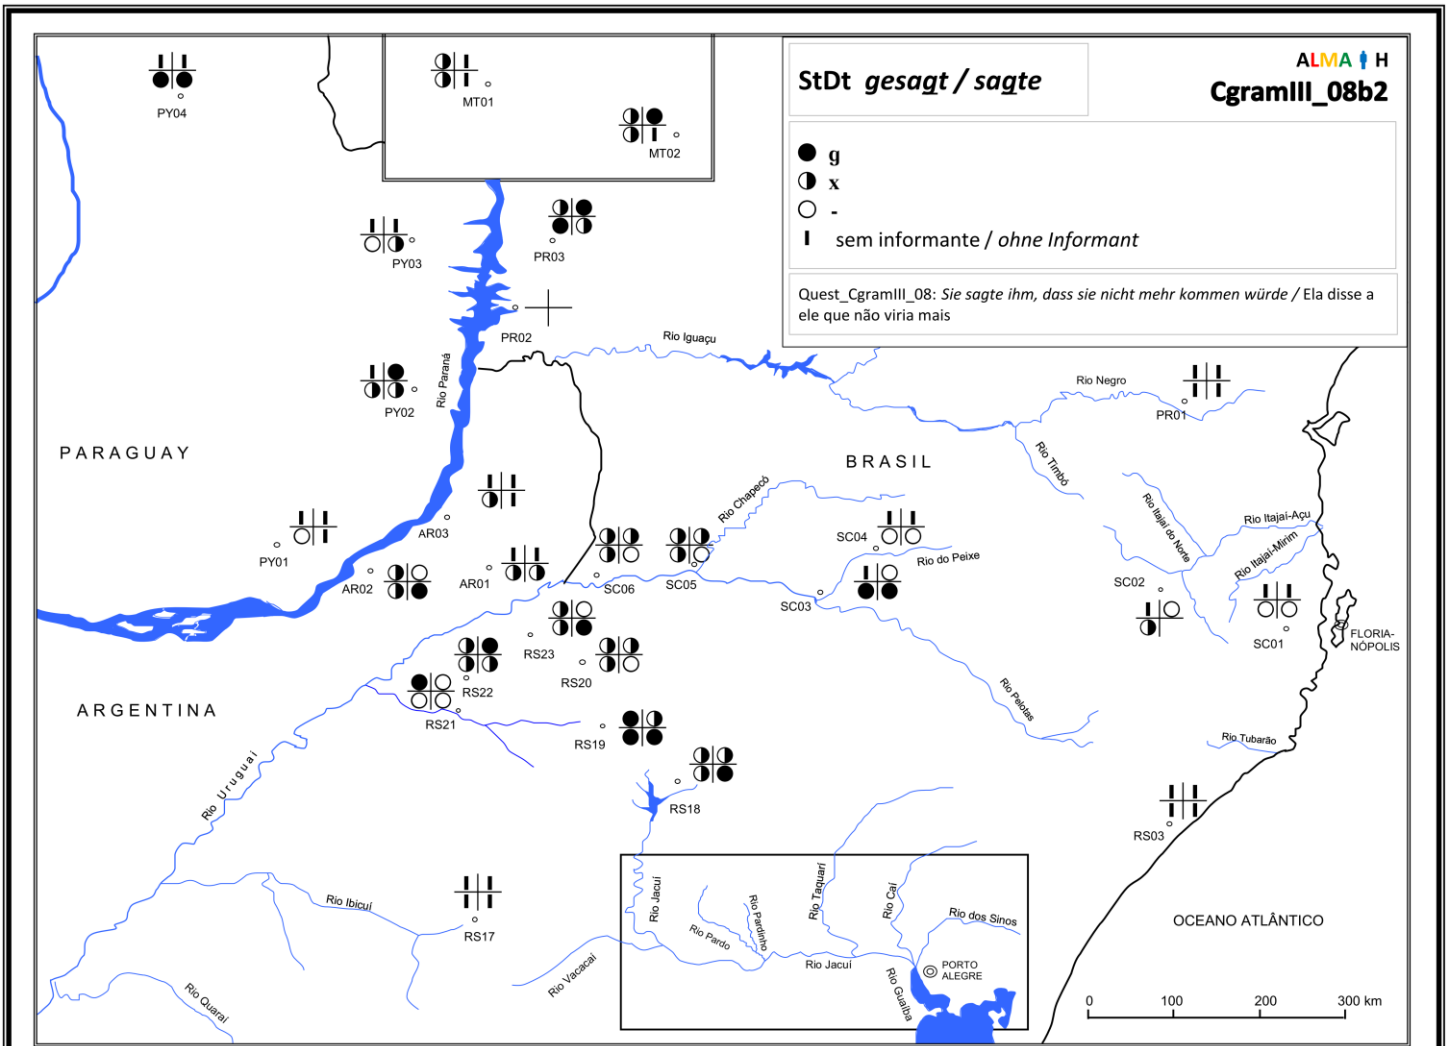 StDt gesagt / sagte
ALMA H
CgramIII_08b2
g
x
-
sem informante / ohne Informant
Quest_CgramIII_08: Sie sagte ihm, dass sie nicht mehr kommen würde / Ela disse a
ele que não viria mais
PY04
MT01
MT02
PY03
PR03
PR02
Rio Iguaçu
Rio Paraná
PY02
Rio Negro
PR01
PARAGUAY
BRASIL
Rio Timbó
Rio Chapecó
Rio Itajaí do Norte
Rio Itajaí-Açu
Rio Itajaí-Mirim
AR03
PY01
SC04
Rio do Peixe
AR02
AR01
SC06
SC05
SC03
SC02
SC01
FLORIA-
NÓPOLIS
RS23
RS22
RS20
RS21
ARGENTINA
Rio Pelotas
RS19
Rio Tubarão
Rio Uruguai
RS18
RS03
Rio Ibicuí
RS17
Rio Jacuí
Rio Pardo
Rio Pardinho
Rio Taquarí
Rio Caí
Rio dos Sinos
OCEANO ATLÂNTICO
Rio Vacacaí
Rio Jacuí
PORTO
ALEGRE
Rio Guaíba
Rio Quaraí
0 100 200 300 km